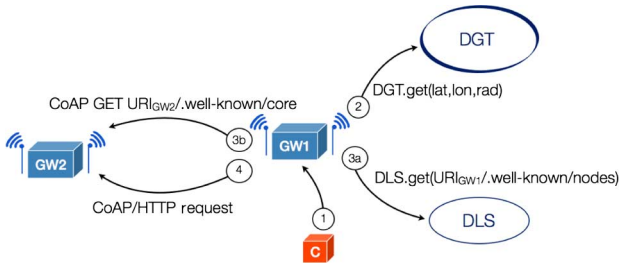 DGT
2
DGT.get(lat,lon,rad)
CoAP GET URIGW2/.well-known/core
3b
GW1
GW2
4
3a
DLS.get(URIGW1/.well-known/nodes)
CoAP/HTTP request
1
DLS
C